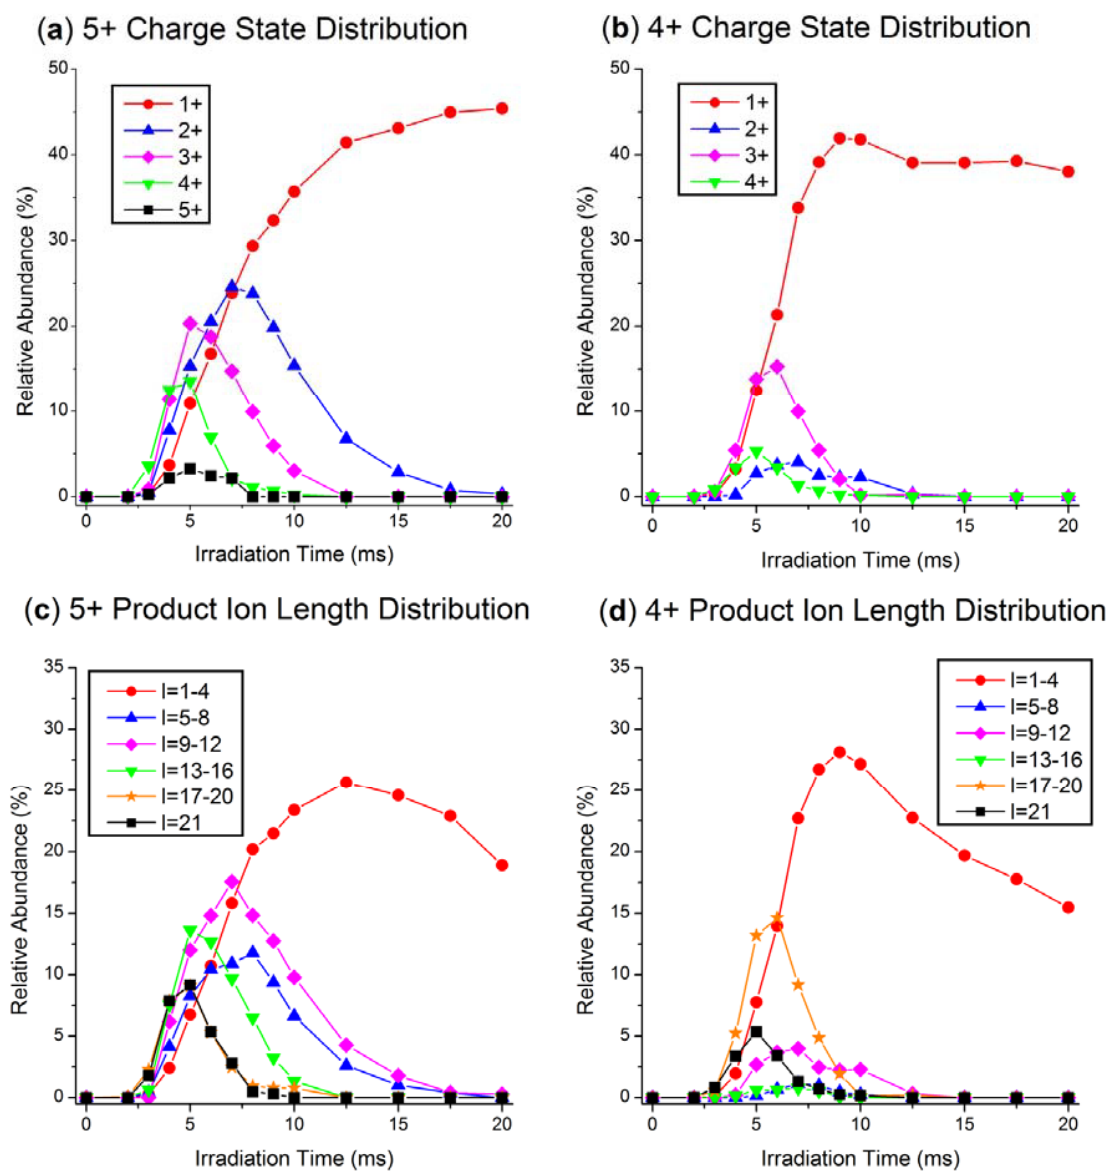 (a) 5+ Charge State Distribution
50
40
30
20
10
0
Relative Abundance (%)
1+
2+
3+
4+
5+
0 5 10 15 20
Irradiation Time (ms)
(b) 4+ Charge State Distribution
50
40
30
20
10
0
Relative Abundance (%)
1+
2+
3+
4+
0 5 10 15 20
Irradiation Time (ms)
(c) 5+ Product Ion Length Distribution
35
30
25
20
15
10
5
0
Relative Abundance (%)
l=1-4
l=5-8
l=9-12
l=13-16
l=17-20
l=21
0 5 10 15 20
Irradiation Time (ms)
(d) 4+ Product Ion Length Distribution
35
30
25
20
15
10
5
0
Relative Abundance (%)
l=1-4
l=5-8
l=9-12
l=13-16
l=17-20
l=21
0 5 10 15 20
Irradiation Time (ms)